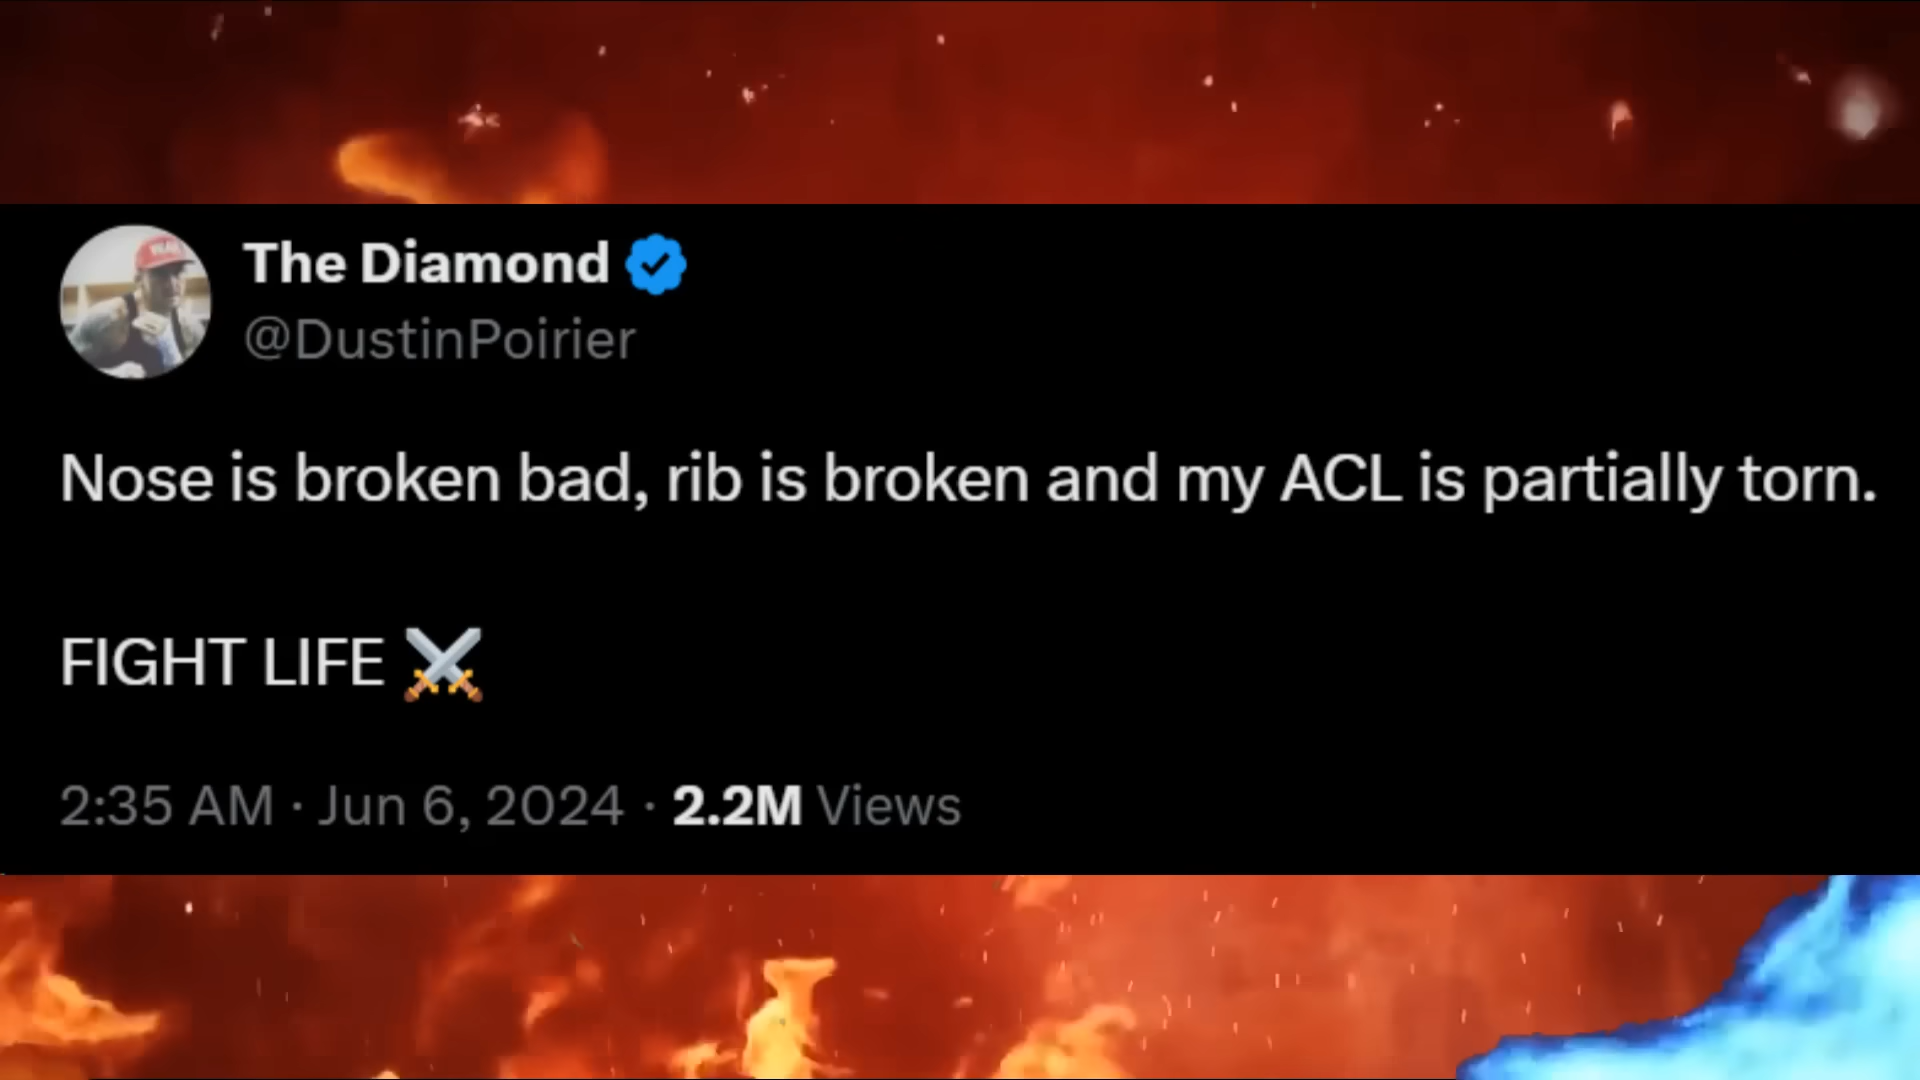 The Diamond
@DustinPoirier
Nose is broken bad, rib is broken and my ACL is partially torn.
FIGHT LIFE ⚔️
2:35 AM · Jun 6, 2024 · 2.2M Views